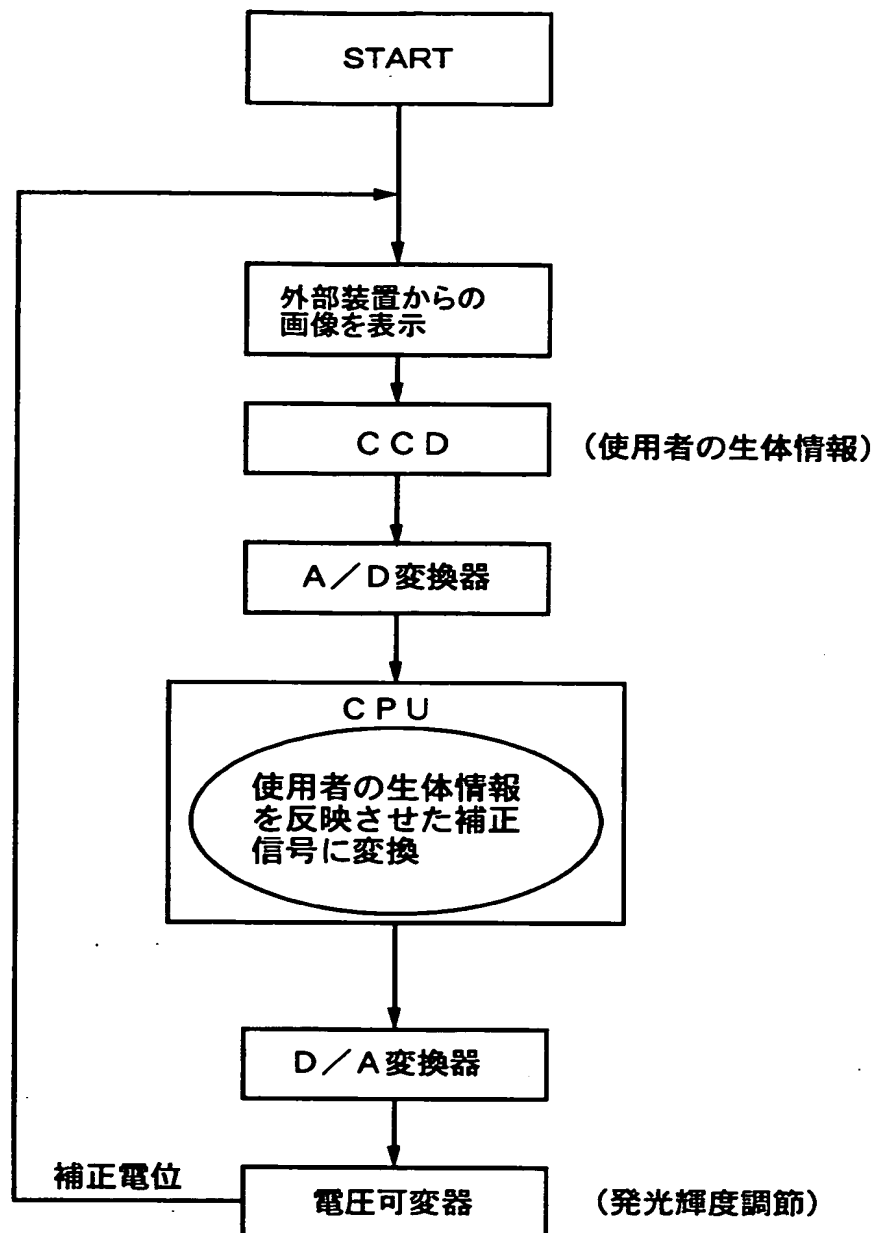 START
外部装置からの
画像を表示
CCD
(使用者の生体情報)
A／D変換器
CPU
使用者の生体情報
を反映させた補正
信号に変換
D／A変換器
補正電位
電圧可変器
(発光輝度調節)